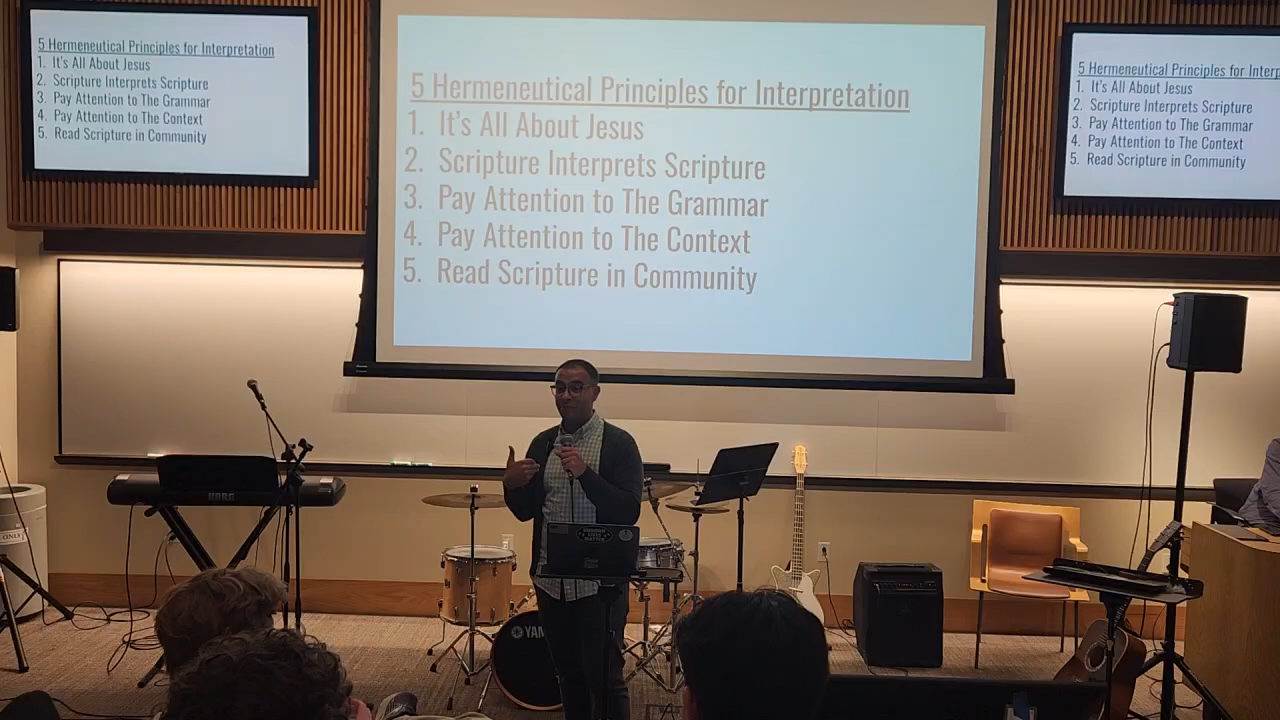 5 Hermeneutical Principles for Interpretation
1. It's All About Jesus
2. Scripture Interprets Scripture
3. Pay Attention to The Grammar
4. Pay Attention to The Context
5. Read Scripture in Community
5 Hermeneutical Principles for Interpretation
1. It's All About Jesus
2. Scripture Interprets Scripture
3. Pay Attention to The Grammar
4. Pay Attention to The Context
5. Read Scripture in Community
5 Hermeneutical Principles for Interp
1. It's All About Jesus
2. Scripture Interprets Scripture
3. Pay Attention to The Grammar
4. Pay Attention to The Context
5. Read Scripture in Community
KORG
ONLY
LIVES
MATTER
YAM